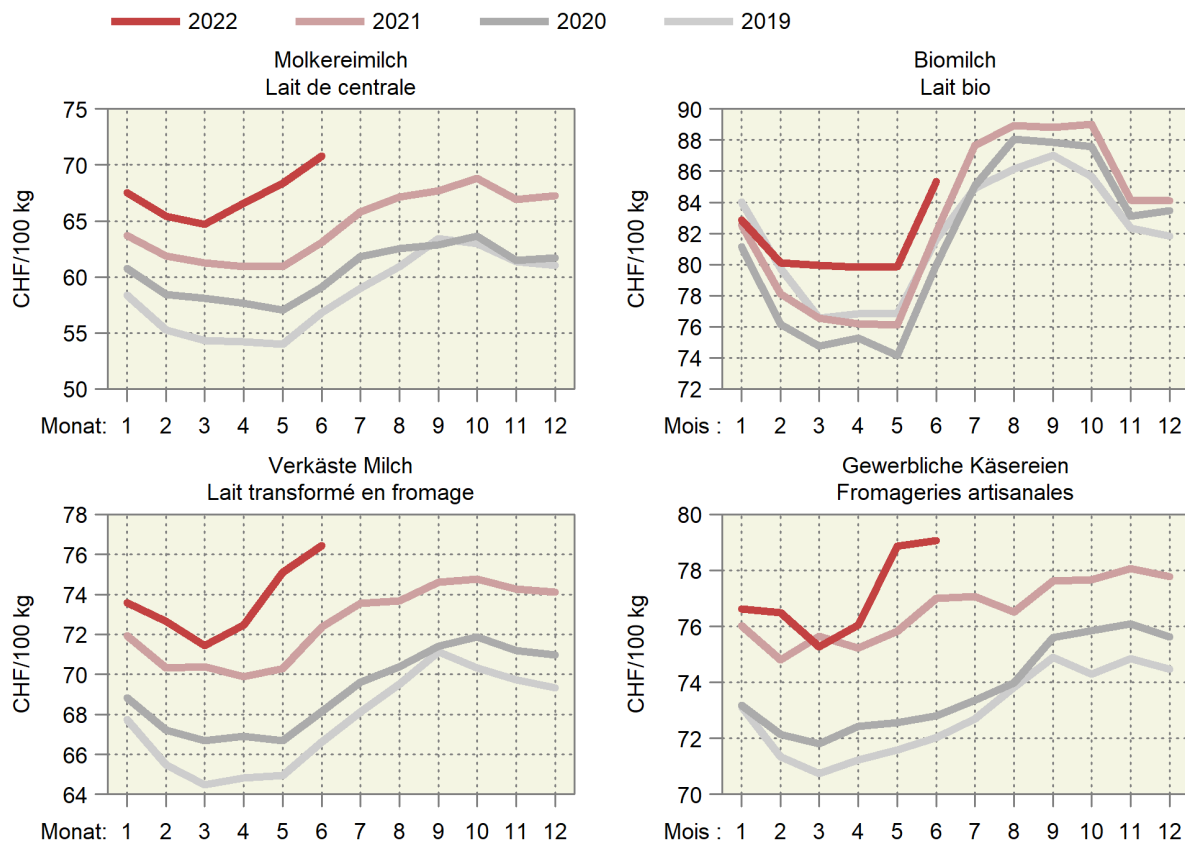 2022 2021 2020 2019
Molkereimilch
Lait de centrale
CHF/100 kg
75
70
65
60
55
50
Monat: 1 2 3 4 5 6 7 8 9 10 11 12
Biomilch
Lait bio
CHF/100 kg
90
88
86
84
82
80
78
76
74
72
Mois : 1 2 3 4 5 6 7 8 9 10 11 12
Verkäste Milch
Lait transformé en fromage
CHF/100 kg
78
76
74
72
70
68
66
64
Monat: 1 2 3 4 5 6 7 8 9 10 11 12
Gewerbliche Käsereien
Fromageries artisanales
CHF/100 kg
80
78
76
74
72
70
Mois : 1 2 3 4 5 6 7 8 9 10 11 12